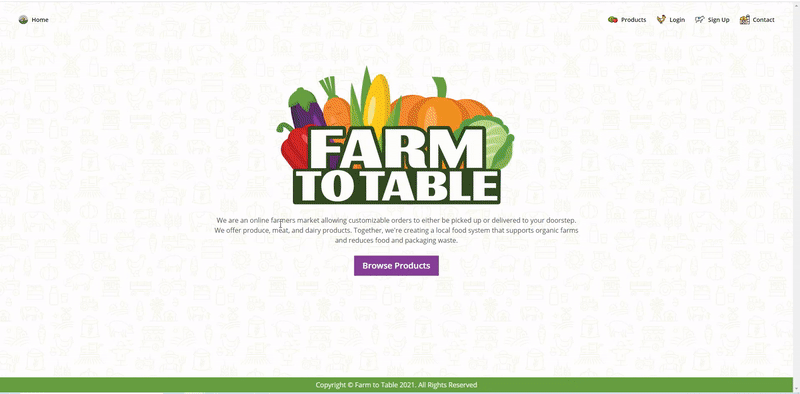 Home
Products
Login
Sign Up
Contact
FARM
TO TABLE
We are an online farmers market allowing customizable orders to either be picked up or delivered to your doorstep.
We offer produce, meat, and dairy products. Together, we're creating a local food system that supports organic farms
and reduces food and packaging waste.
Browse Products
Copyright © Farm to Table 2021. All Rights Reserved